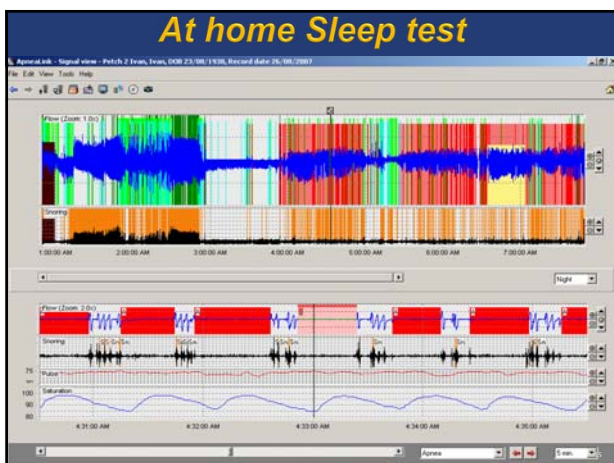 At home Sleep test
ApneaLink - Signal view - Petch 2 Ivan, Ivan, DOB 23/08/1938, Record date 26/08/2007
File Edit View Tools Help
Flow (Zoom: 1.0x)
Snoring
1:00:00 AM 2:00:00 AM 3:00:00 AM 4:00:00 AM 5:00:00 AM 6:00:00 AM 7:00:00 AM
Night
Flow (Zoom: 2.0x)
Snoring
Pulse
75
Saturation
100
90
80
4:31:00 AM 4:32:00 AM 4:33:00 AM 4:34:00 AM 4:35:00 AM
Apnea 5 min.